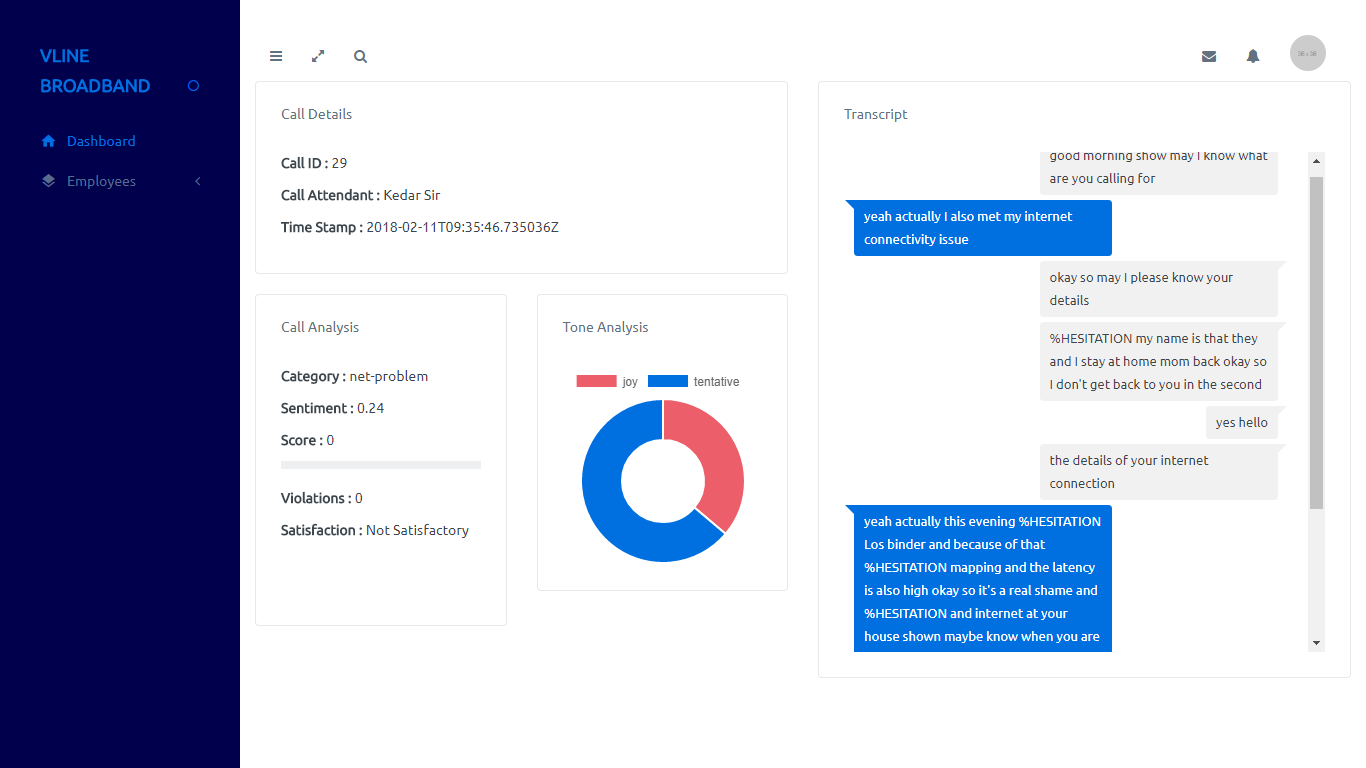 VLINE
BROADBAND
Dashboard
Employees
Call Details
Call ID : 29
Call Attendant : Kedar Sir
Time Stamp : 2018-02-11T09:35:46.735036Z
Call Analysis
Category : net-problem
Sentiment : 0.24
Score : 0
Violations : 0
Satisfaction : Not Satisfactory
Tone Analysis
joy
tentative
Transcript
good morning show may I know what
are you calling for
yeah actually I also met my internet
connectivity issue
okay so may I please know your
details
%HESITATION my name is that they
and I stay at home mom back okay so
I don't get back to you in the second
yes hello
the details of your internet
connection
yeah actually this evening %HESITATION
Los binder and because of that
%HESITATION mapping and the latency
is also high okay so it's a real shame and
%HESITATION and internet at your
house shown maybe know when you are